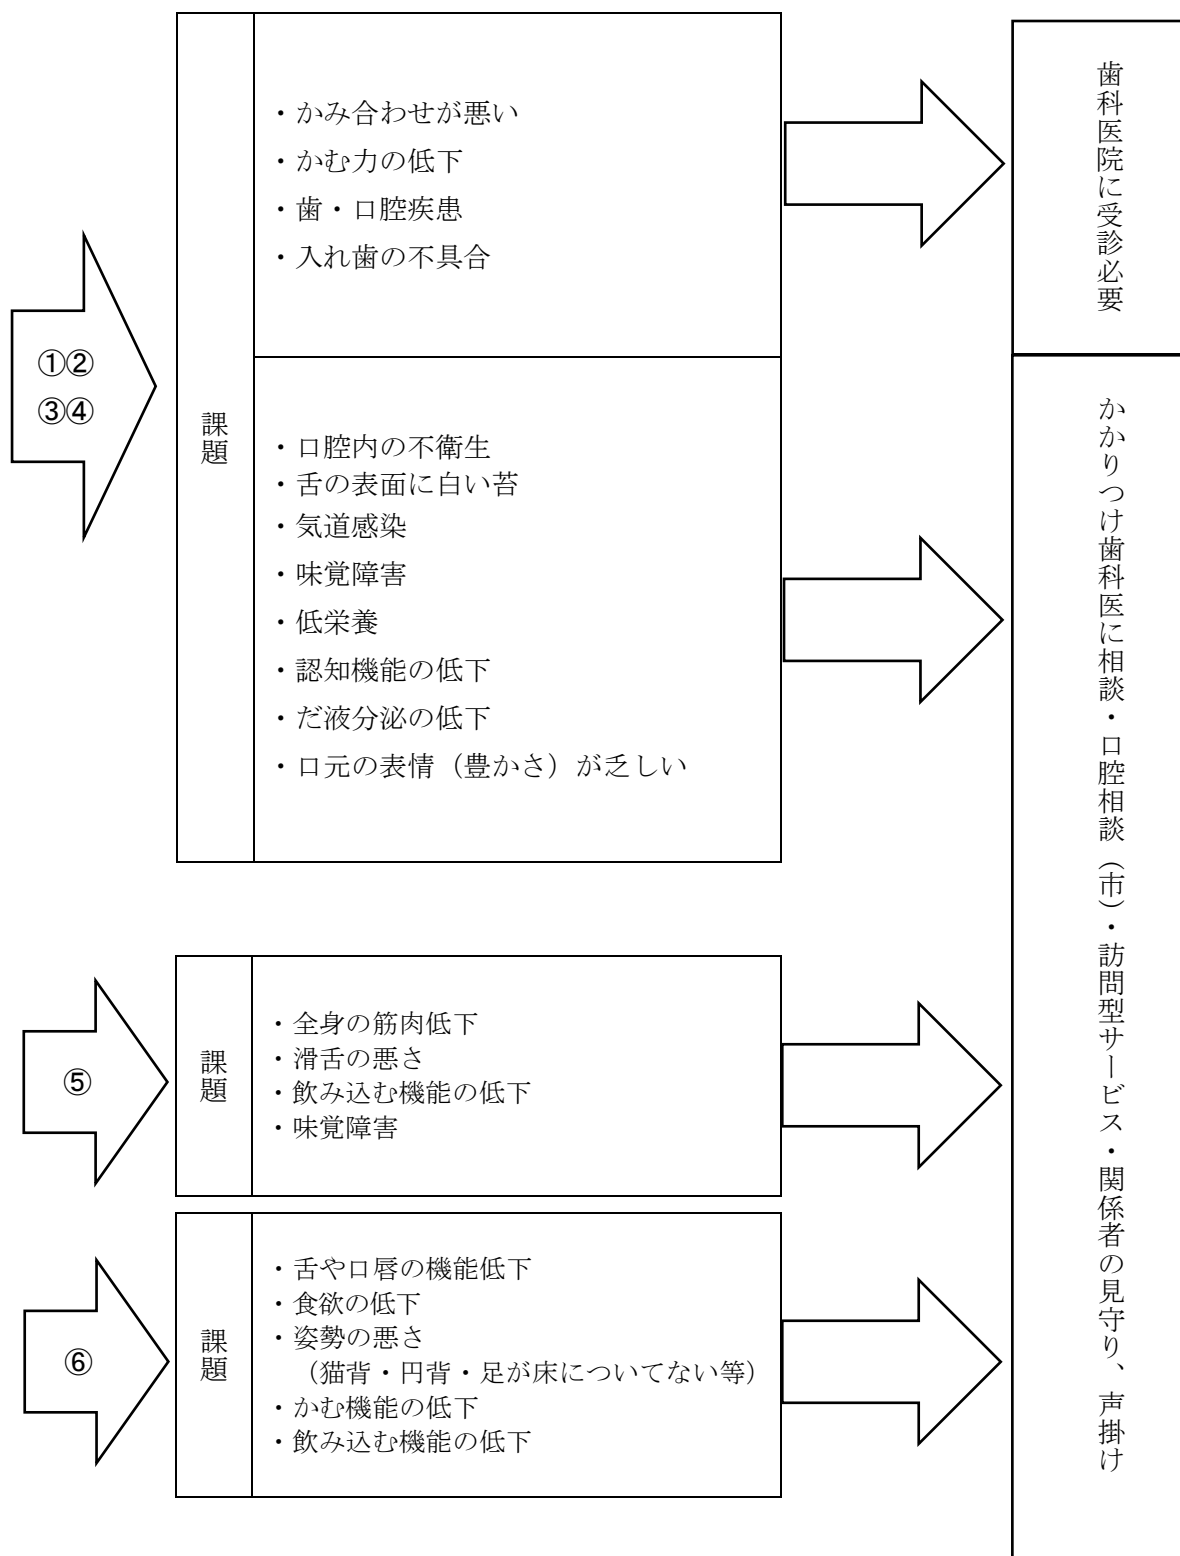 ①②
③④
課題
・かみ合わせが悪い
・かむ力の低下
・歯・口腔疾患
・入れ歯の不具合
歯科医院に受診必要
・口腔内の不衛生
・舌の表面に白い苔
・気道感染
・味覚障害
・低栄養
・認知機能の低下
・だ液分泌の低下
・口元の表情（豊かさ）が乏しい
⑤
課題
・全身の筋肉低下
・滑舌の悪さ
・飲み込む機能の低下
・味覚障害
⑥
課題
・舌や口唇の機能低下
・食欲の低下
・姿勢の悪さ
（猫背・円背・足が床についてない等）
・かむ機能の低下
・飲み込む機能の低下
かかりつけ歯科医に相談・口腔相談（市）・訪問型サービス・関係者の見守り、声掛け